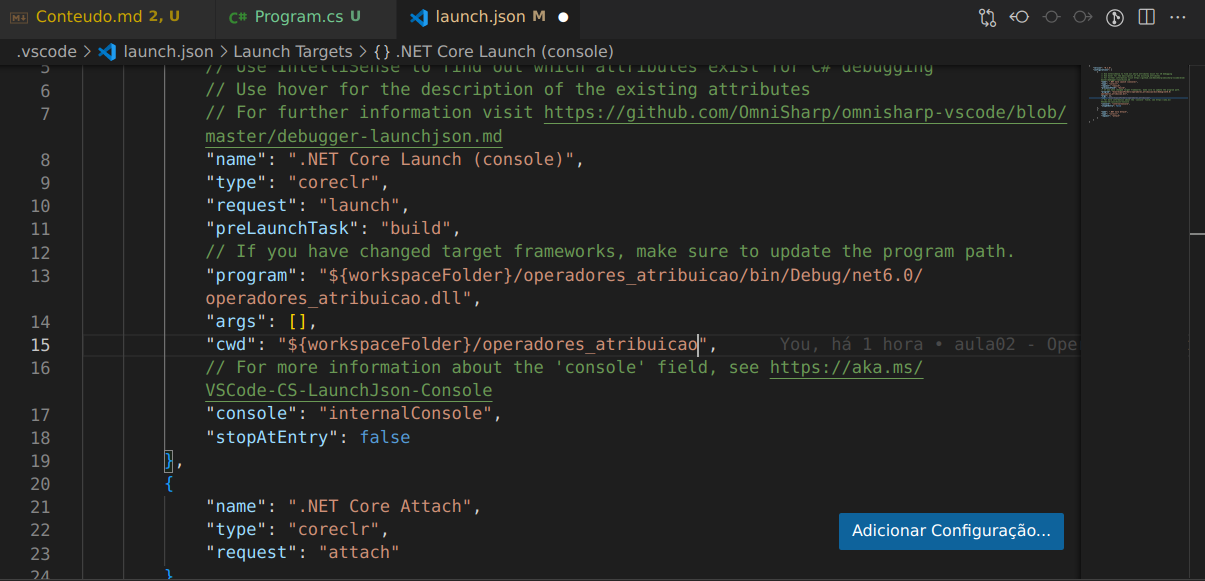 Conteudo.md 2, U
C# Program.cs U
launch.json M
.vscode > launch.json > Launch Targets > {} .NET Core Launch (console)
5 // Use IntelliSense to find out which attributes exist for C# debugging
6 // Use hover for the description of the existing attributes
7 // For further information visit https://github.com/OmniSharp/omnisharp-vscode/blob/
master/debugger-launchjson.md
8 "name": ".NET Core Launch (console)",
9 "type": "coreclr",
10 "request": "launch",
11 "preLaunchTask": "build",
12 // If you have changed target frameworks, make sure to update the program path.
13 "program": "${workspaceFolder}/operadores_atribuicao/bin/Debug/net6.0/
operadores_atribuicao.dll",
14 "args": [],
15 "cwd": "${workspaceFolder}/operadores_atribuicao", You, há 1 hora • aula02 - Ope
16 // For more information about the 'console' field, see https://aka.ms/
VSCode-CS-LaunchJson-Console
17 "console": "internalConsole",
18 "stopAtEntry": false
19 },
20 {
21 "name": ".NET Core Attach",
22 "type": "coreclr",
23 "request": "attach"
24 }
Adicionar Configuração...